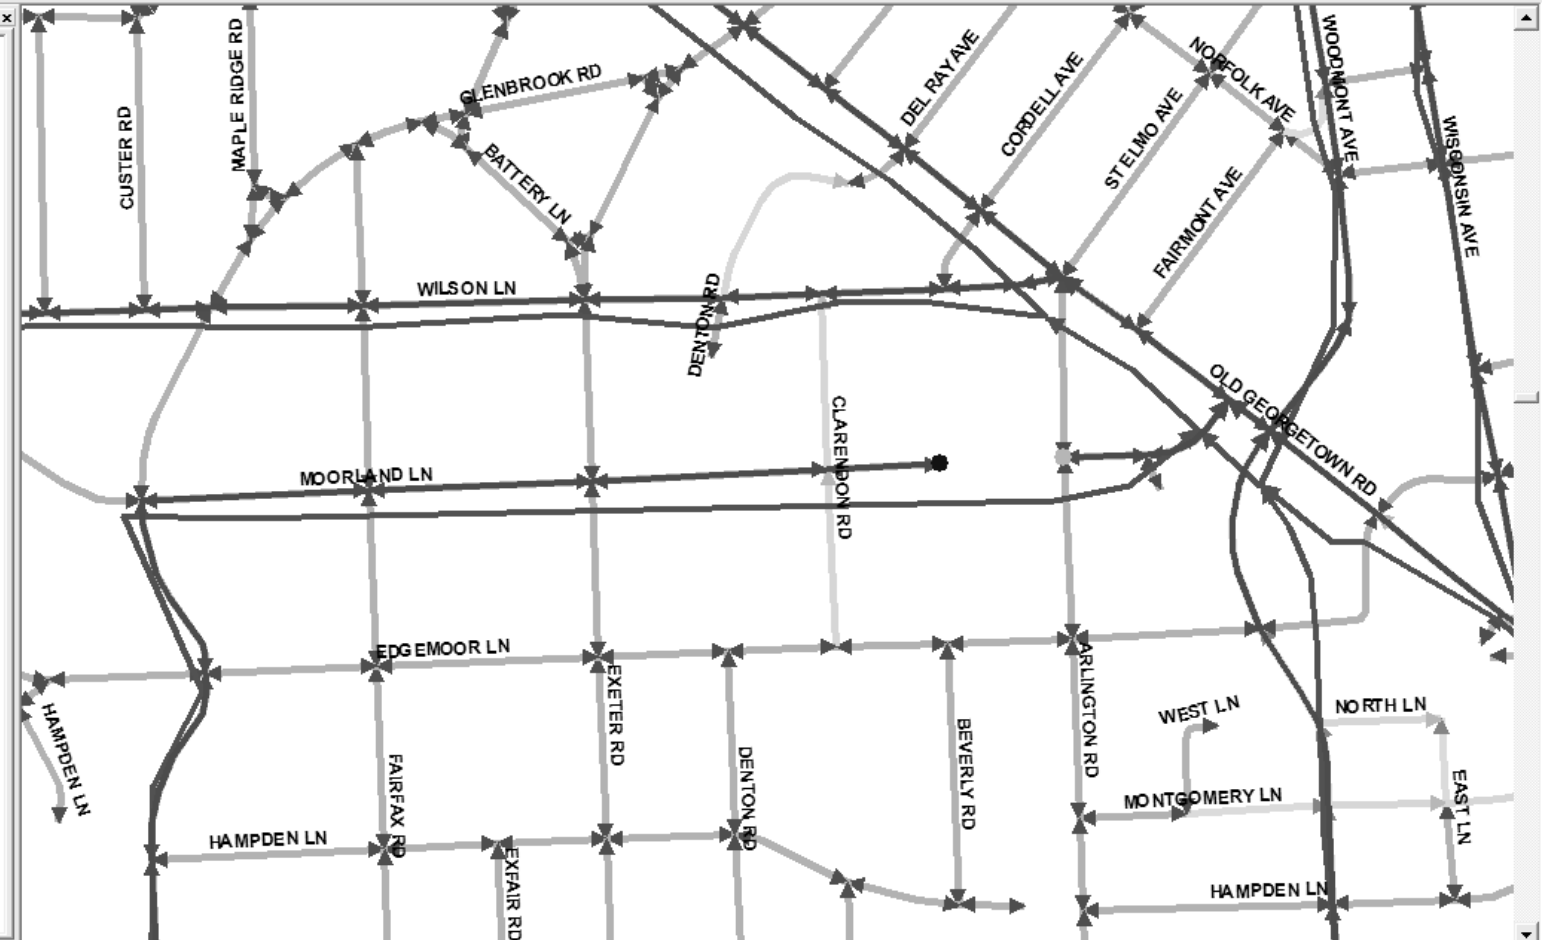 MAPLE RIDGE RD
CUSTER RD
GLENBROOK RD
BATTERY LN
DEL RAY AVE
CORDELL AVE
NORFOLK AVE
ST ELMO AVE
FAIRMONT AVE
WOODMONT AVE
WISCONSIN AVE
WILSON LN
DENTON RD
OLD GEORGETOWN RD
CLARENDON RD
MOORLAND LN
EDGEMOOR LN
EXETER RD
ARLINGTON RD
HAMPDEN LN
FAIRFAX RD
DENTON RD
BEVERLY RD
WEST LN
NORTH LN
EAST LN
MONTGOMERY LN
HAMPDEN LN
EXFAIR RD
HAMPDEN LN